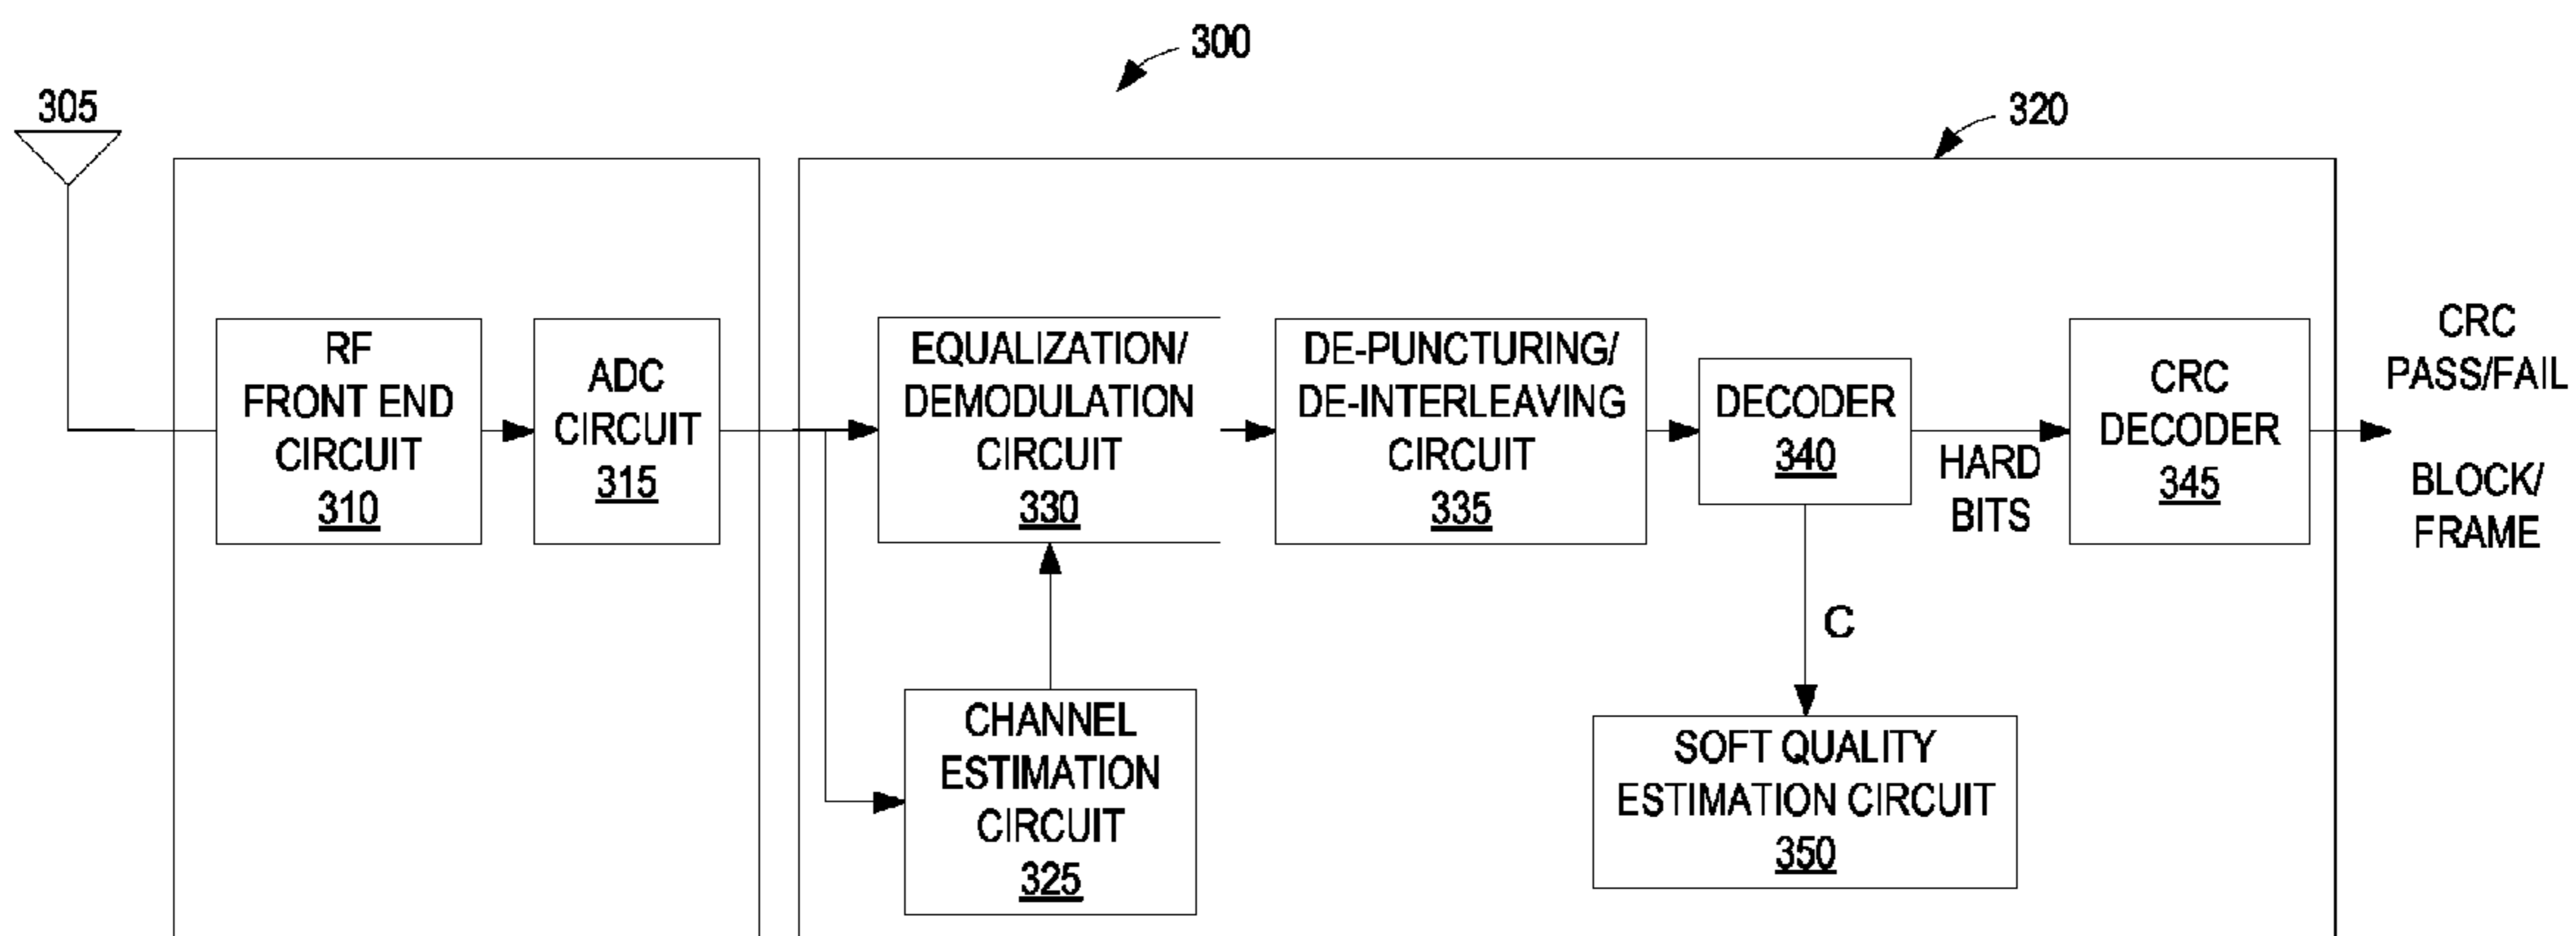 300
305
320
RF
FRONT END
CIRCUIT
310
ADC
CIRCUIT
315
EQUALIZATION/
DEMODULATION
CIRCUIT
330
DE-PUNCTURING/
DE-INTERLEAVING
CIRCUIT
335
DECODER
340
HARD
BITS
CRC
DECODER
345
CRC
PASS/FAIL
BLOCK/
FRAME
C
CHANNEL
ESTIMATION
CIRCUIT
325
SOFT QUALITY
ESTIMATION CIRCUIT
350